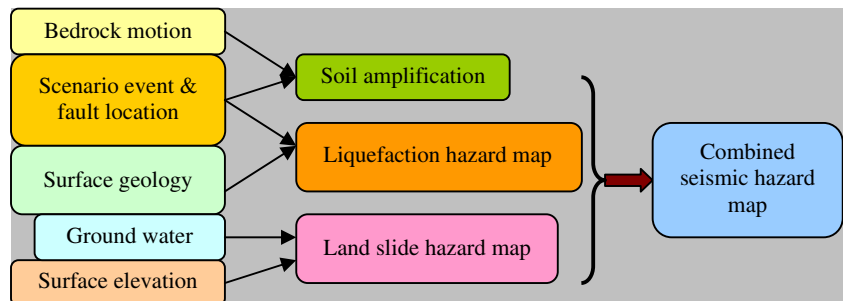 Bedrock motion
Scenario event &
fault location
Surface geology
Ground water
Surface elevation
Soil amplification
Liquefaction hazard map
Land slide hazard map
Combined
seismic hazard
map